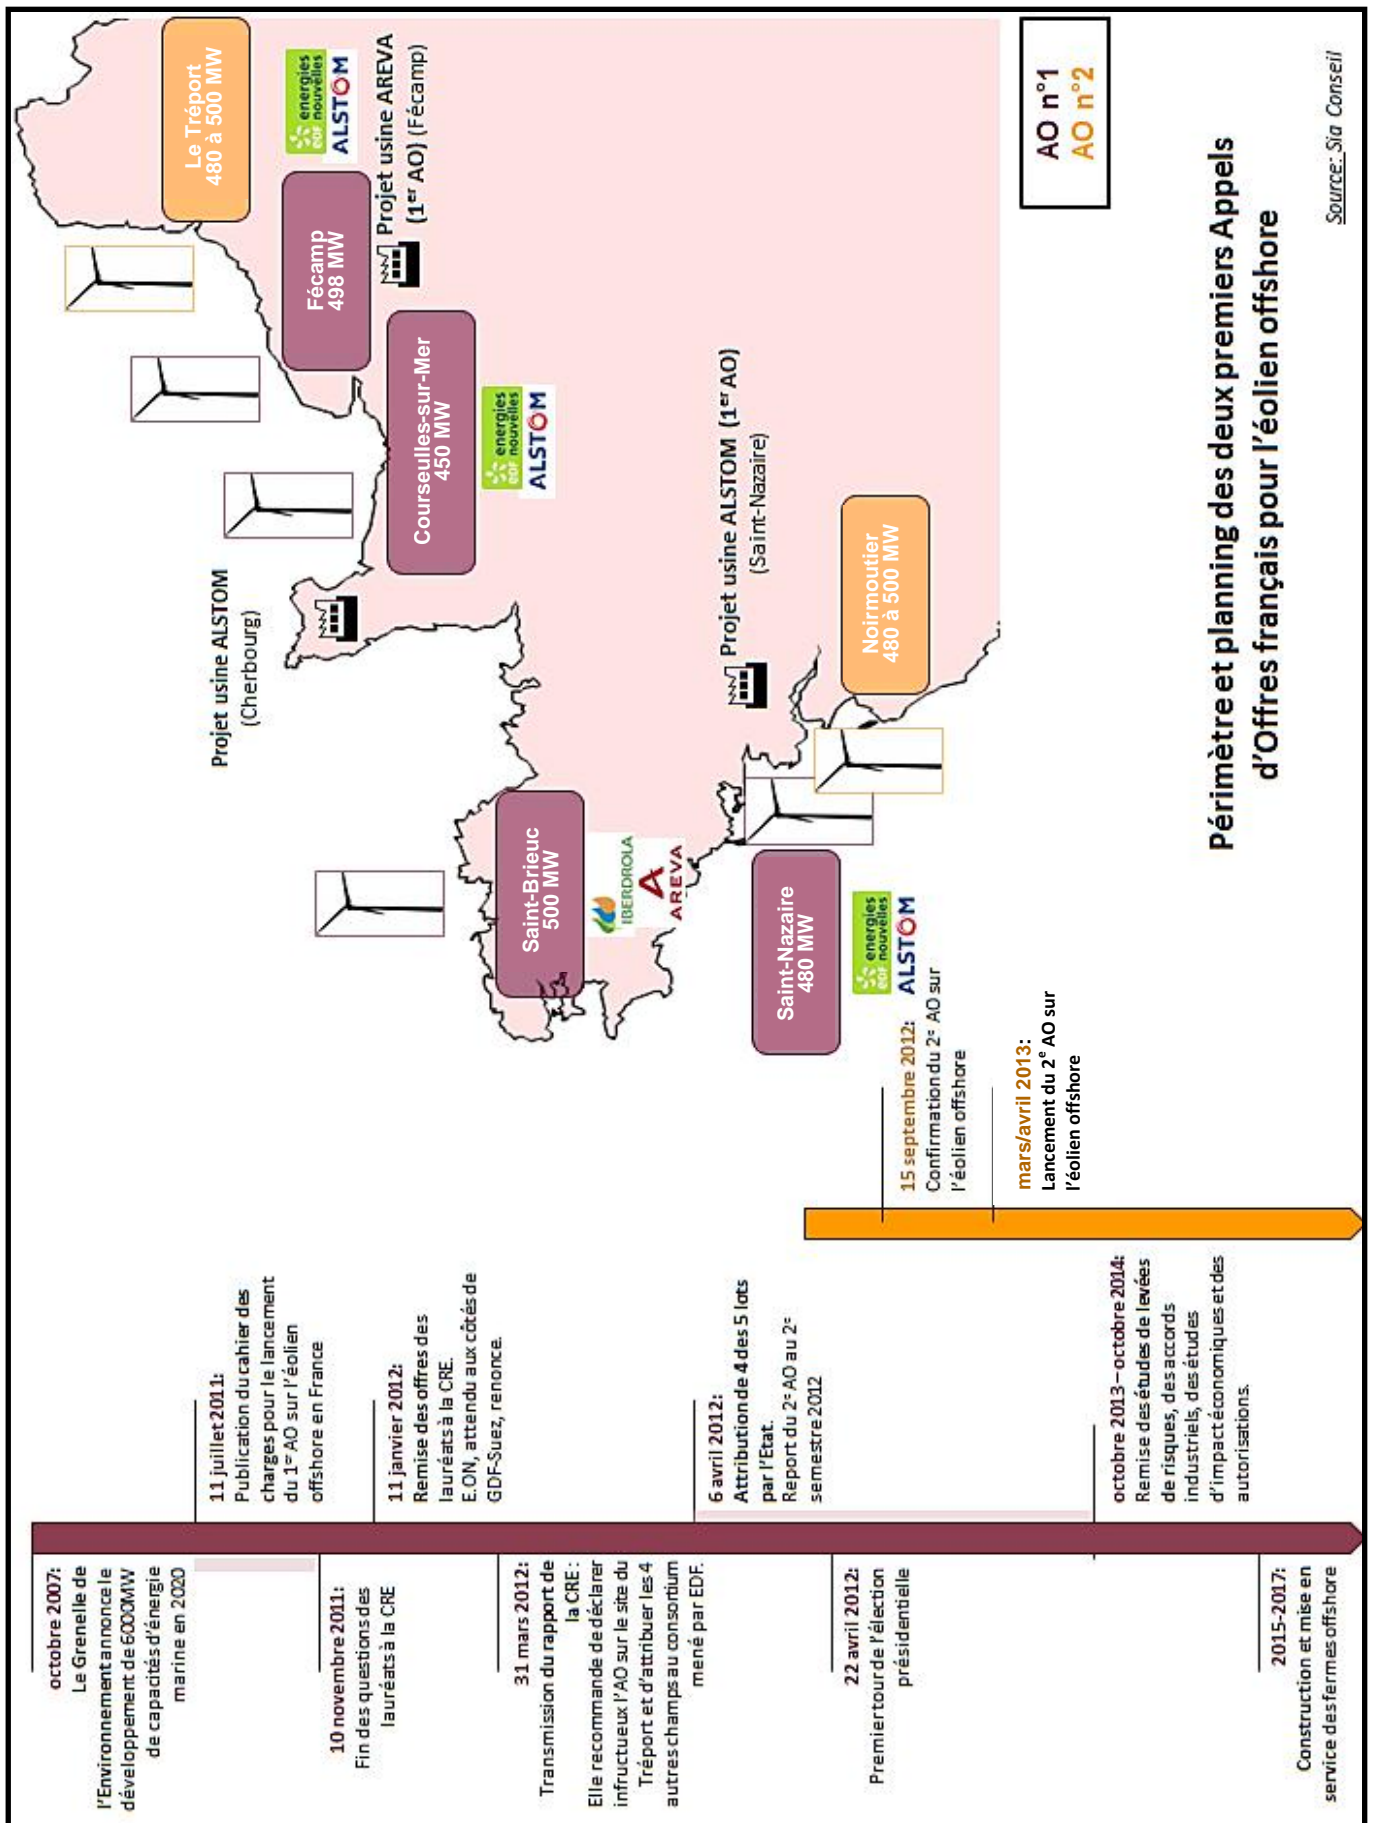 octobre 2007:
Le Grenelle de
l'Environnement annonce le
développement de 6000MW
de capacités d'énergie
marine en 2020
11 juillet 2011:
Publication du cahier des
charges pour le lancement
du 1er AO sur l'éolien
offshore en France
10 novembre 2011:
Fin des questions des
lauréats à la CRE
11 janvier 2012:
Remise des offres des
lauréats à la CRE.
E.ON, attendu aux côtés de
GDF-Suez, renonce.
31 mars 2012:
Transmission du rapport de
la CRE :
Elle recommande de déclarer
infructueux l'AO sur le site du
Tréport et d'attribuer les 4
autres champs au consortium
mené par EDF.
6 avril 2012:
Attribution de 4 des 5 lots
par l'Etat.
Report du 2e AO au 2e
semestre 2012
22 avril 2012:
Premier tour de l'élection
présidentielle
octobre 2013 – octobre 2014:
Remise des études de levées
de risques, des accords
industriels, des études
d'impact économiques et des
autorisations.
2015-2017:
Construction et mise en
service des fermes offshore
15 septembre 2012:
Confirmation du 2e AO sur
l'éolien offshore
mars/avril 2013:
Lancement du 2e AO sur
l'éolien offshore
Le Tréport
480 à 500 MW
edf energies
nouvelles
ALSTOM
Fécamp
498 MW
Projet usine AREVA
(1er AO) (Fécamp)
Courseulles-sur-Mer
450 MW
edf energies
nouvelles
ALSTOM
Projet usine ALSTOM
(Cherbourg)
Saint-Brieuc
500 MW
IBERDROLA
AREVA
Projet usine ALSTOM (1er AO)
(Saint-Nazaire)
Saint-Nazaire
480 MW
edf energies
nouvelles
ALSTOM
Noirmoutier
480 à 500 MW
AO n°1
AO n°2
Périmètre et planning des deux premiers Appels
d'Offres français pour l'éolien offshore
Source: Sia Conseil